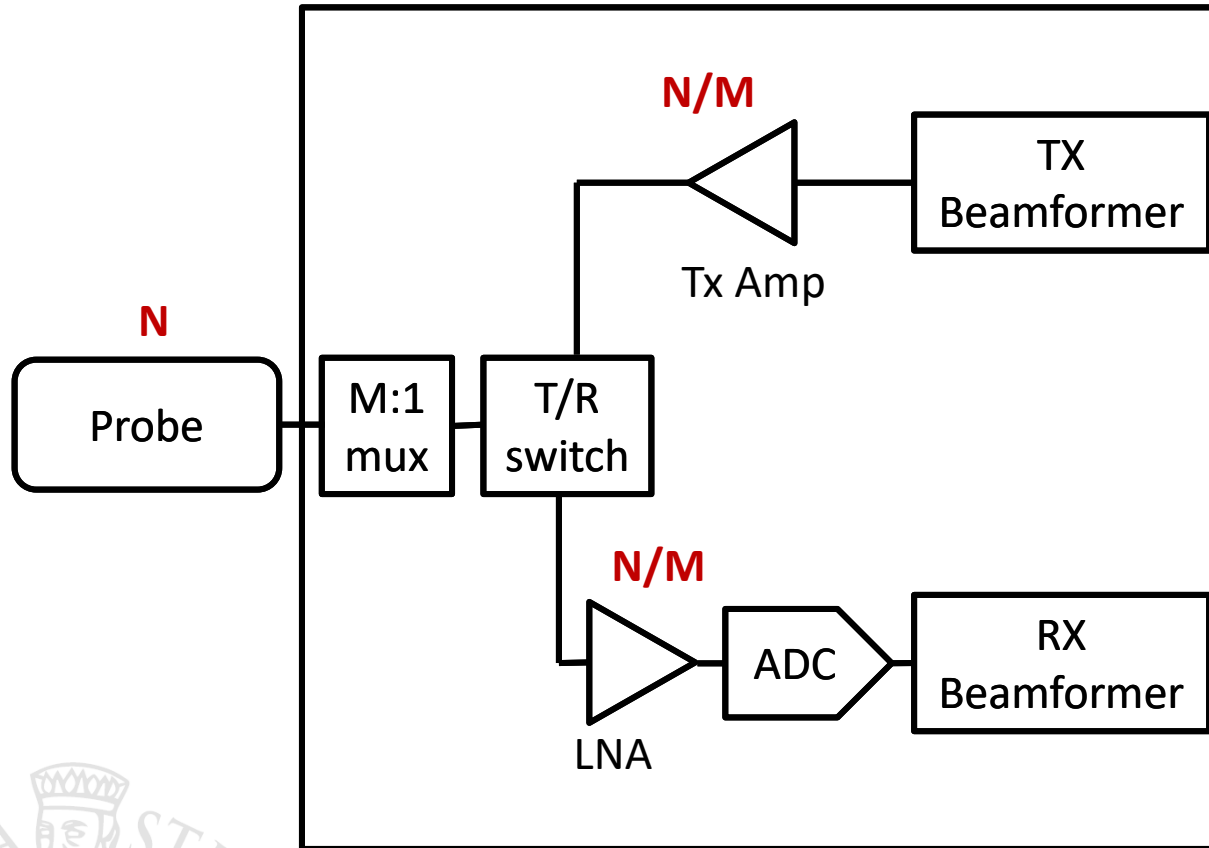 N/M
TX
Beamformer
Tx Amp
N
Probe
M:1
mux
T/R
switch
N/M
LNA
ADC
RX
Beamformer